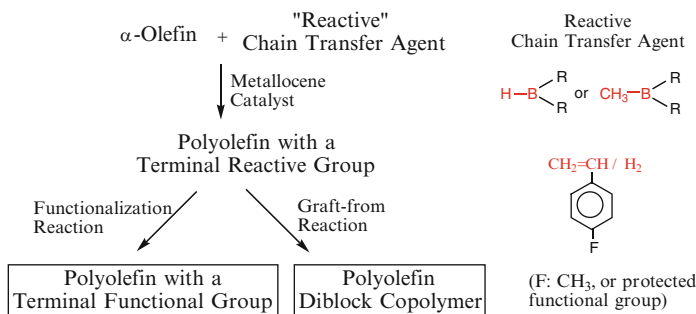 α-Olefin + "Reactive" Chain Transfer Agent
Metallocene
Catalyst
Polyolefin with a
Terminal Reactive Group
Functionalization
Reaction
Graft-from
Reaction
Polyolefin with a
Terminal Functional Group
Polyolefin
Diblock Copolymer
Reactive
Chain Transfer Agent
H-B R R or CH3-B R R
CH2=CH / H2
F
(F: CH3, or protected
functional group)